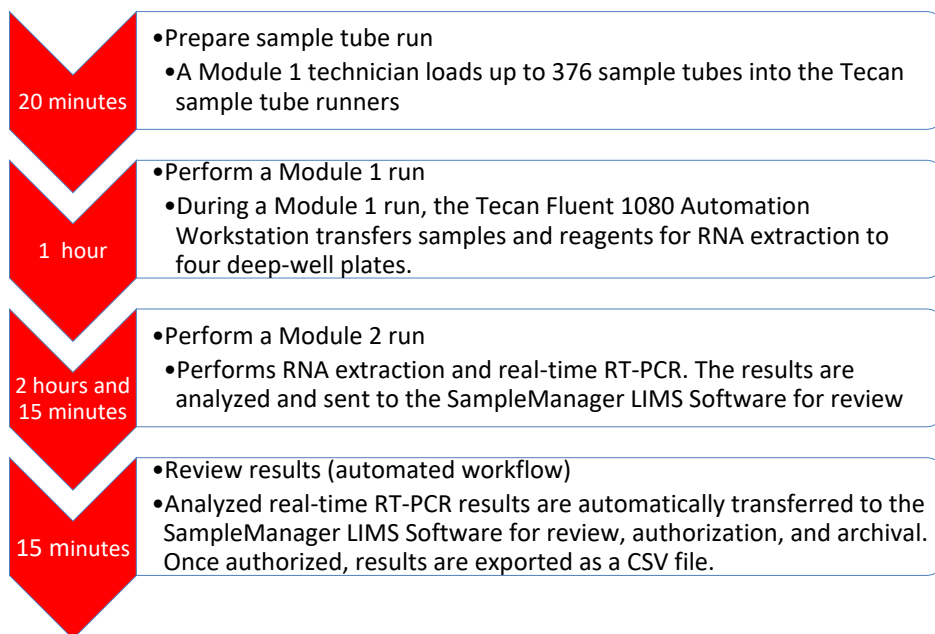 20 minutes
•Prepare sample tube run
•A Module 1 technician loads up to 376 sample tubes into the Tecan
sample tube runners
1  hour
•Perform a Module 1 run
•During a Module 1 run, the Tecan Fluent 1080 Automation
Workstation transfers samples and reagents for RNA extraction to
four deep-well plates.
2 hours and
15 minutes
•Perform a Module 2 run
•Performs RNA extraction and real-time RT-PCR. The results are
analyzed and sent to the SampleManager LIMS Software for review
15 minutes
•Review results (automated workflow)
•Analyzed real-time RT-PCR results are automatically transferred to the
SampleManager LIMS Software for review, authorization, and archival.
Once authorized, results are exported as a CSV file.